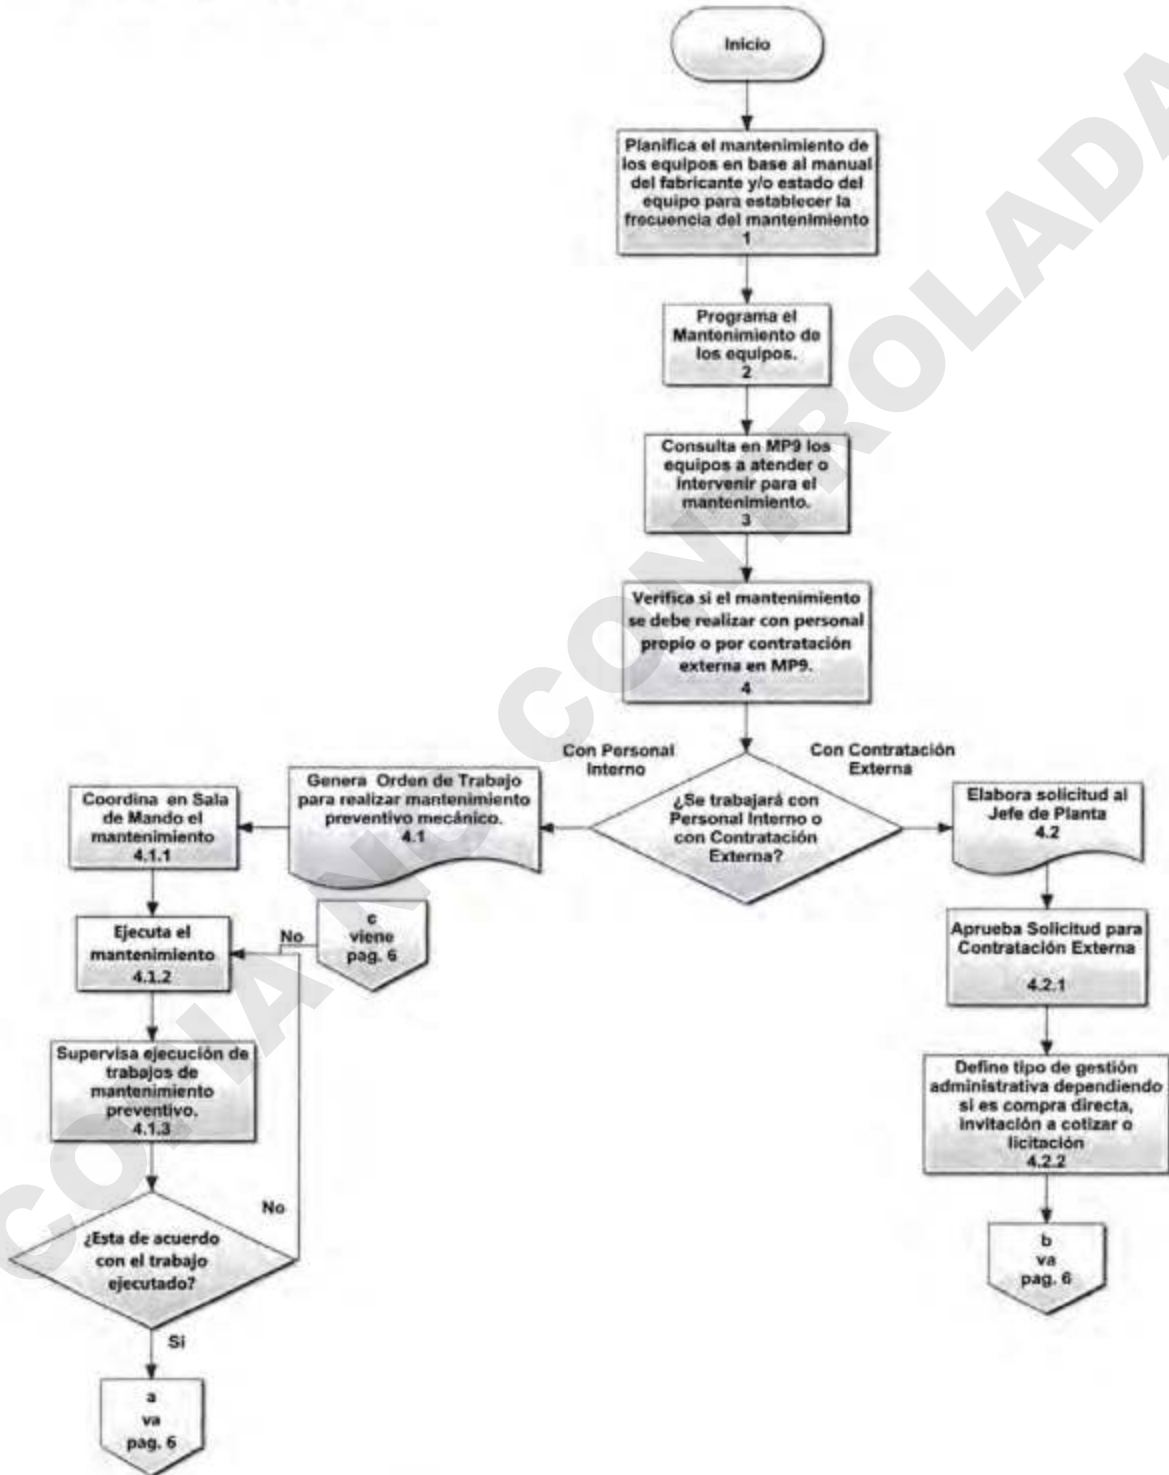 Inicio
Planifica el mantenimiento de
los equipos en base al manual
del fabricante y/o estado del
equipo para establecer la
frecuencia del mantenimiento
1
Programa el
Mantenimiento de
los equipos.
2
Consulta en MP9 los
equipos a atender o
intervenir para el
mantenimiento.
3
Verifica si el mantenimiento
se debe realizar con personal
propio o por contratación
externa en MP9.
4
Con Personal
Interno
Con Contratación
Externa
¿Se trabajará con
Personal Interno o
con Contratación
Externa?
Genera Orden de Trabajo
para realizar mantenimiento
preventivo mecánico.
4.1
Coordina en Sala
de Mando el
mantenimiento
4.1.1
Elabora solicitud al
Jefe de Planta
4.2
Ejecuta el
mantenimiento
4.1.2
No
c
viene
pag. 6
Aprueba Solicitud para
Contratación Externa
4.2.1
Supervisa ejecución de
trabajos de
mantenimiento
preventivo.
4.1.3
Define tipo de gestión
administrativa dependiendo
si es compra directa,
invitación a cotizar o
licitación
4.2.2
No
¿Esta de acuerdo
con el trabajo
ejecutado?
b
va
pag. 6
Si
a
va
pag. 6
CONTROLADA